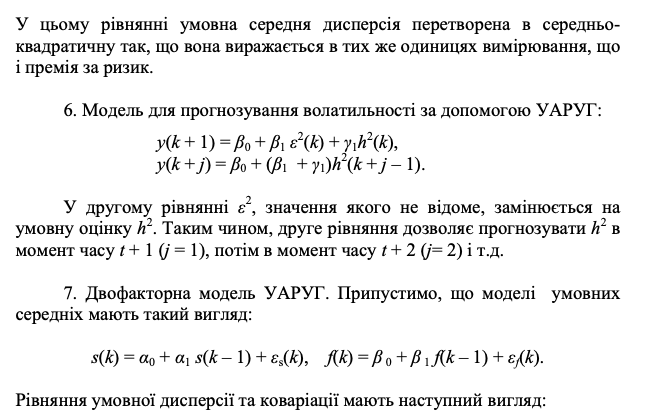 У цьому рівнянні умовна середня дисперсія перетворена в середньо-
квадратичну так, що вона виражається в тих же одиницях вимірювання, що
і премія за ризик.
6. Модель для прогнозування волатильності за допомогою УАРУГ:
y(k + 1) = β₀ + β₁ ε²(k) + γ₁h²(k),
y(k + j) = β₀ + (β₁ + γ₁)h²(k + j – 1).
У другому рівнянні ε², значення якого не відоме, замінюється на
умовну оцінку h². Таким чином, друге рівняння дозволяє прогнозувати h² в
момент часу t + 1 (j = 1), потім в момент часу t + 2 (j= 2) і т.д.
7. Двофакторна модель УАРУГ. Припустимо, що моделі умовних
середніх мають такий вигляд:
s(k) = α₀ + α₁ s(k – 1) + εₛ(k), f(k) = β₀ + β₁ f(k – 1) + ε_f(k).
Рівняння умовної дисперсії та коваріації мають наступний вигляд: